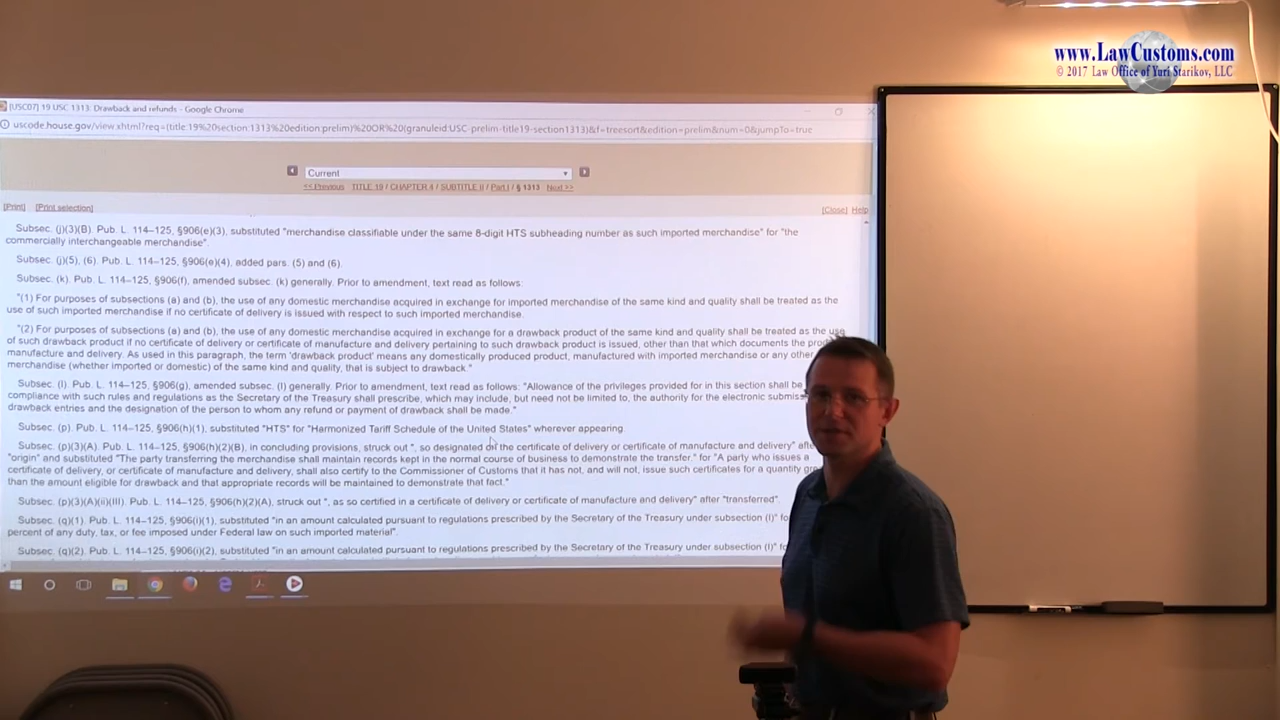 www.LawCustoms.com
© 2017 Law Office of Yuri Starikov, LLC
[USC07] 19 USC 1313: Drawback and refunds - Google Chrome
uscode.house.gov/view.xhtml?req=(title:19%20section:1313%20edition:prelim)%20OR%20(granuleid:USC-prelim-title19-section1313)&f=treesort&edition=prelim&num=0&jumpTo=true
Current
<< Previous TITLE 19 / CHAPTER 4 / SUBTITLE II / Part I / § 1313 Next >>
[Print] [Print selection] [Close] Help
Subsec. (j)(3)(B). Pub. L. 114–125, §906(e)(3), substituted "merchandise classifiable under the same 8-digit HTS subheading number as such imported merchandise" for "the
commercially interchangeable merchandise".
Subsec. (j)(5), (6). Pub. L. 114–125, §906(e)(4), added pars. (5) and (6).
Subsec. (k). Pub. L. 114–125, §906(f), amended subsec. (k) generally. Prior to amendment, text read as follows:
"(1) For purposes of subsections (a) and (b), the use of any domestic merchandise acquired in exchange for imported merchandise of the same kind and quality shall be treated as the
use of such imported merchandise if no certificate of delivery is issued with respect to such imported merchandise.
"(2) For purposes of subsections (a) and (b), the use of any domestic merchandise acquired in exchange for a drawback product of the same kind and quality shall be treated as the use
of such drawback product if no certificate of delivery or certificate of manufacture and delivery pertaining to such drawback product is issued, other than that which documents the
manufacture and delivery. As used in this paragraph, the term 'drawback product' means any domestically produced product, manufactured with imported merchandise or any other
merchandise (whether imported or domestic) of the same kind and quality, that is subject to drawback."
Subsec. (l). Pub. L. 114–125, §906(g), amended subsec. (l) generally. Prior to amendment, text read as follows: "Allowance of the privileges provided for in this section shall be
compliance with such rules and regulations as the Secretary of the Treasury shall prescribe, which may include, but need not be limited to, the authority for the electronic
drawback entries and the designation of the person to whom any refund or payment of drawback shall be made."
Subsec. (p). Pub. L. 114–125, §906(h)(1), substituted "HTS" for "Harmonized Tariff Schedule of the United States" wherever appearing.
Subsec. (p)(3)(A). Pub. L. 114–125, §906(h)(2)(B), in concluding provisions, struck out ", so designated on the certificate of delivery or certificate of manufacture and delivery"
"origin" and substituted "The party transferring the merchandise shall maintain records kept in the normal course of business to demonstrate the transfer." for "A party who issues a
certificate of delivery, or certificate of manufacture and delivery, shall also certify to the Commissioner of Customs that it has not, and will not, issue such certificates for a quantity
than the amount eligible for drawback and that appropriate records will be maintained to demonstrate that fact."
Subsec. (p)(3)(A)(ii)(III). Pub. L. 114–125, §906(h)(2)(A), struck out ", as so certified in a certificate of delivery or certificate of manufacture and delivery" after "transferred".
Subsec. (q)(1). Pub. L. 114–125, §906(i)(1), substituted "in an amount calculated pursuant to regulations prescribed by the Secretary of the Treasury under subsection (l)" for
percent of any duty, tax, or fee imposed under Federal law on such imported material".
Subsec. (q)(2). Pub. L. 114–125, §906(i)(2), substituted "in an amount calculated pursuant to regulations prescribed by the Secretary of the Treasury under subsection (l)"